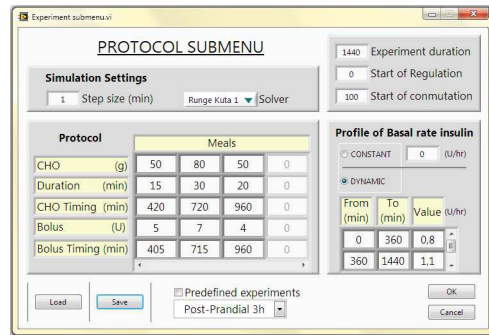 Experiment submenu.vi
PROTOCOL SUBMENU
Simulation Settings
1 Step size (min) Runge Kuta 1 Solver
1440 Experiment duration
0 Start of Regulation
100 Start of conmutation
Protocol
Meals
CHO (g) 50 80 50 0
Duration (min) 15 30 20 0
CHO Timing (min) 420 720 960 0
Bolus (U) 5 7 4 0
Bolus Timing (min) 405 715 960 0
Profile of Basal rate insulin
CONSTANT 0 (U/hr)
DYNAMIC
From (min) To (min) Value (U/hr)
0 360 0,8
360 1440 1,1
Load Save
Predefined experiments
Post-Prandial 3h
OK
Cancel